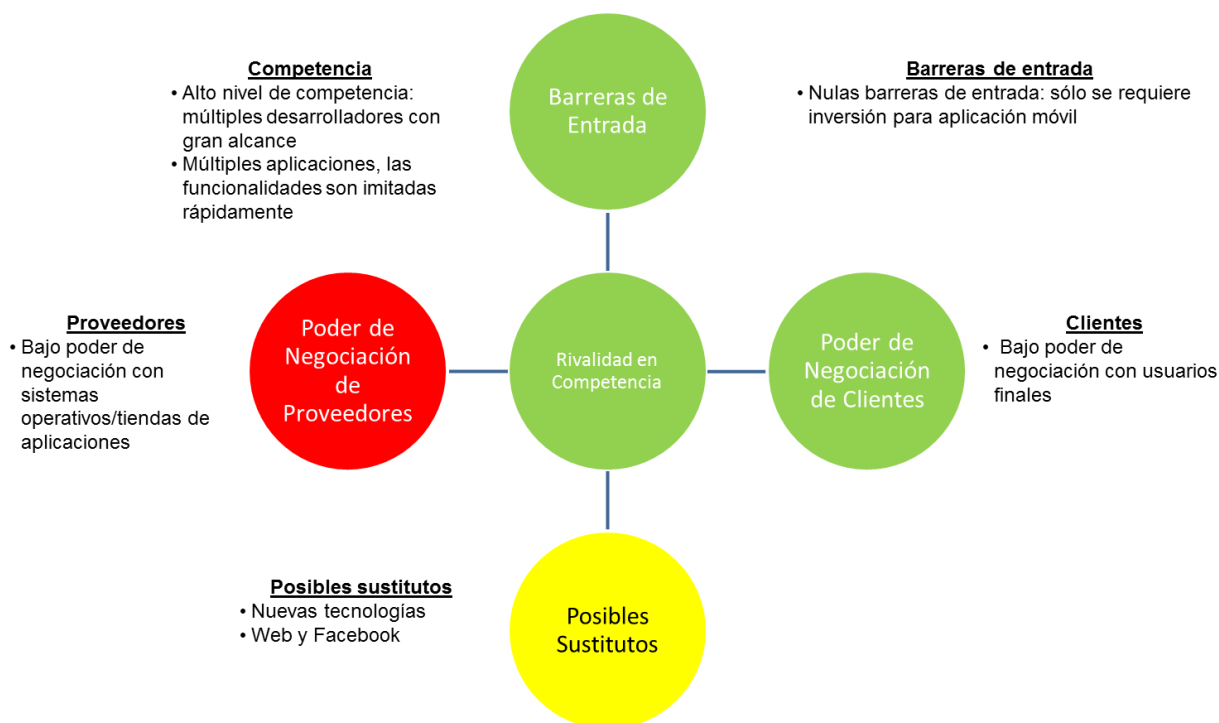 Competencia
• Alto nivel de competencia:
múltiples desarrolladores con
gran alcance
• Múltiples aplicaciones, las
funcionalidades son imitadas
rápidamente
Barreras de
Entrada
Barreras de entrada
• Nulas barreras de entrada: sólo se requiere
inversión para aplicación móvil
Proveedores
• Bajo poder de
negociación con
sistemas
operativos/tiendas de
aplicaciones
Poder de
Negociación
de
Proveedores
Rivalidad en
Competencia
Poder de
Negociación
de Clientes
Clientes
• Bajo poder de
negociación con usuarios
finales
Posibles sustitutos
• Nuevas tecnologías
• Web y Facebook
Posibles
Sustitutos